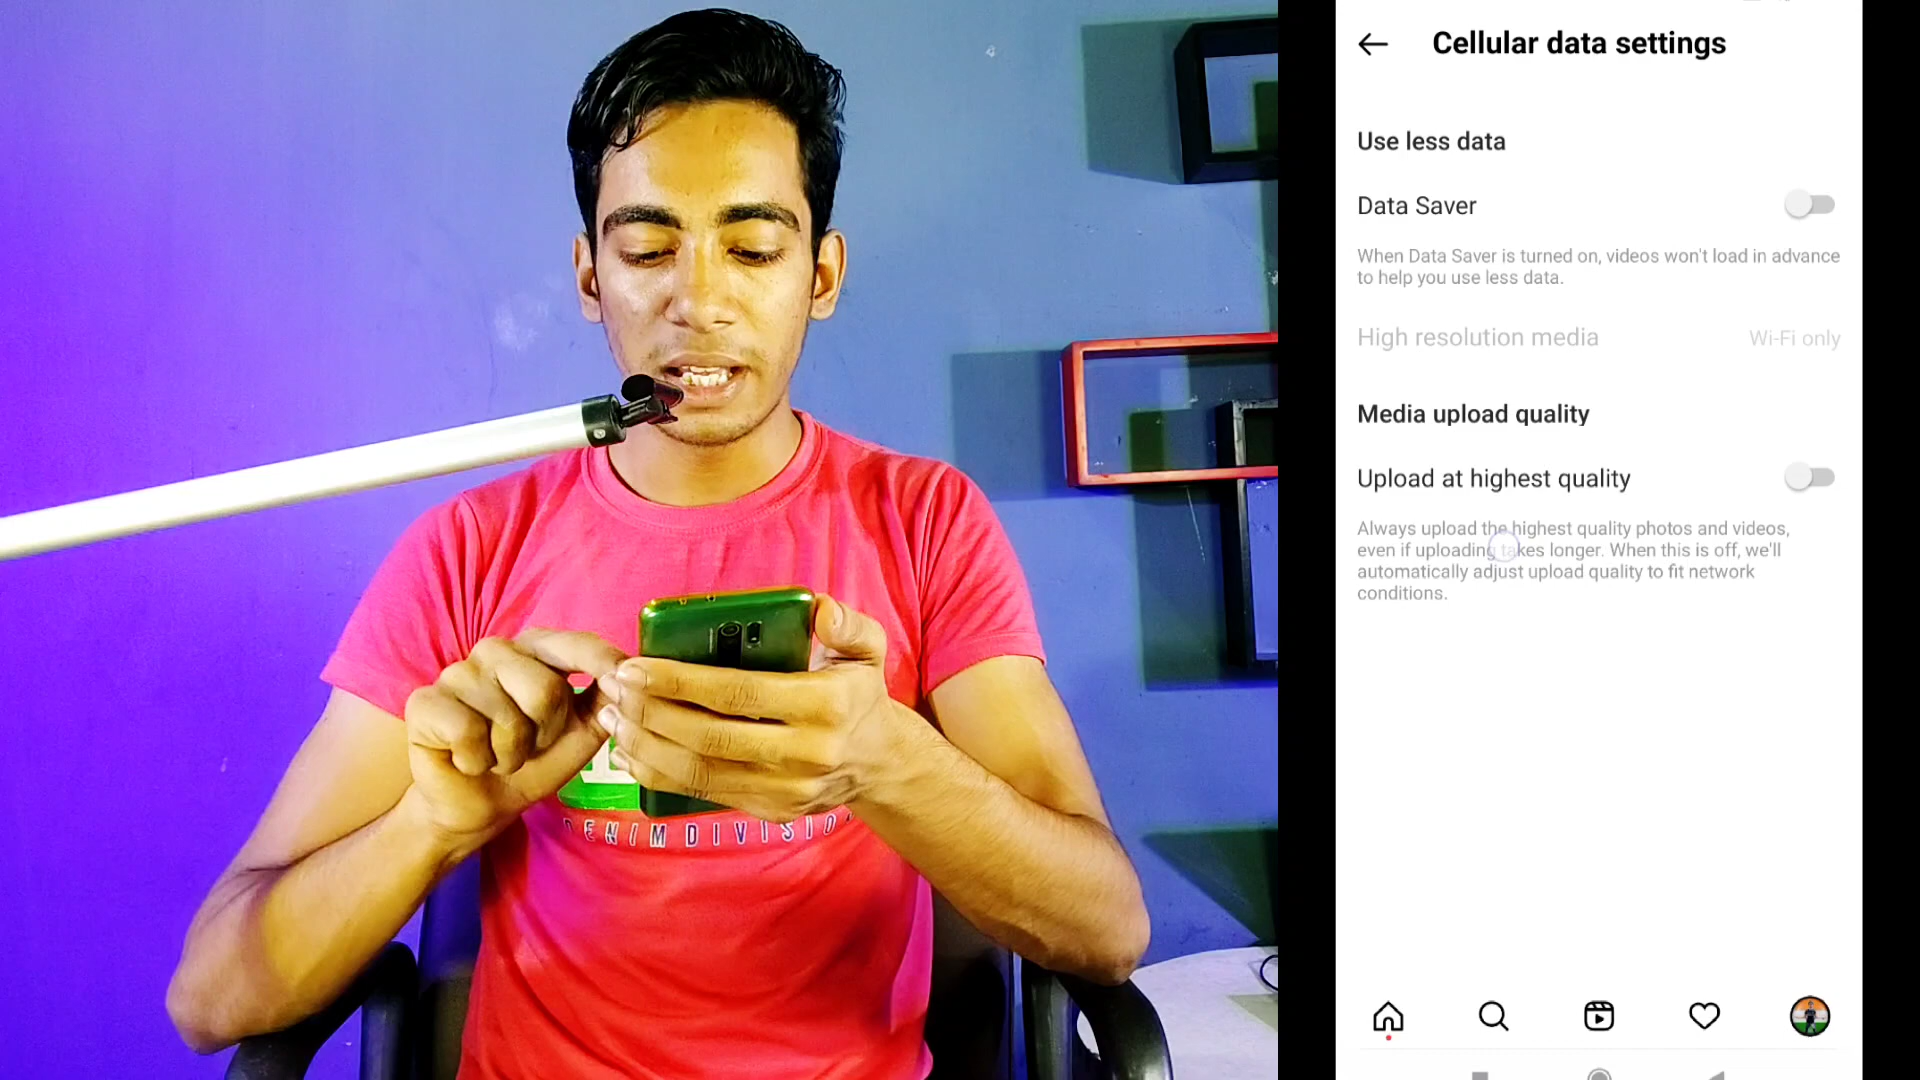 Cellular data settings
Use less data
Data Saver
When Data Saver is turned on, videos won't load in advance
to help you use less data.
High resolution media Wi-Fi only
Media upload quality
Upload at highest quality
Always upload the highest quality photos and videos,
even if uploading takes longer. When this is off, we'll
automatically adjust upload quality to fit network
conditions.
DENIM DIVISION